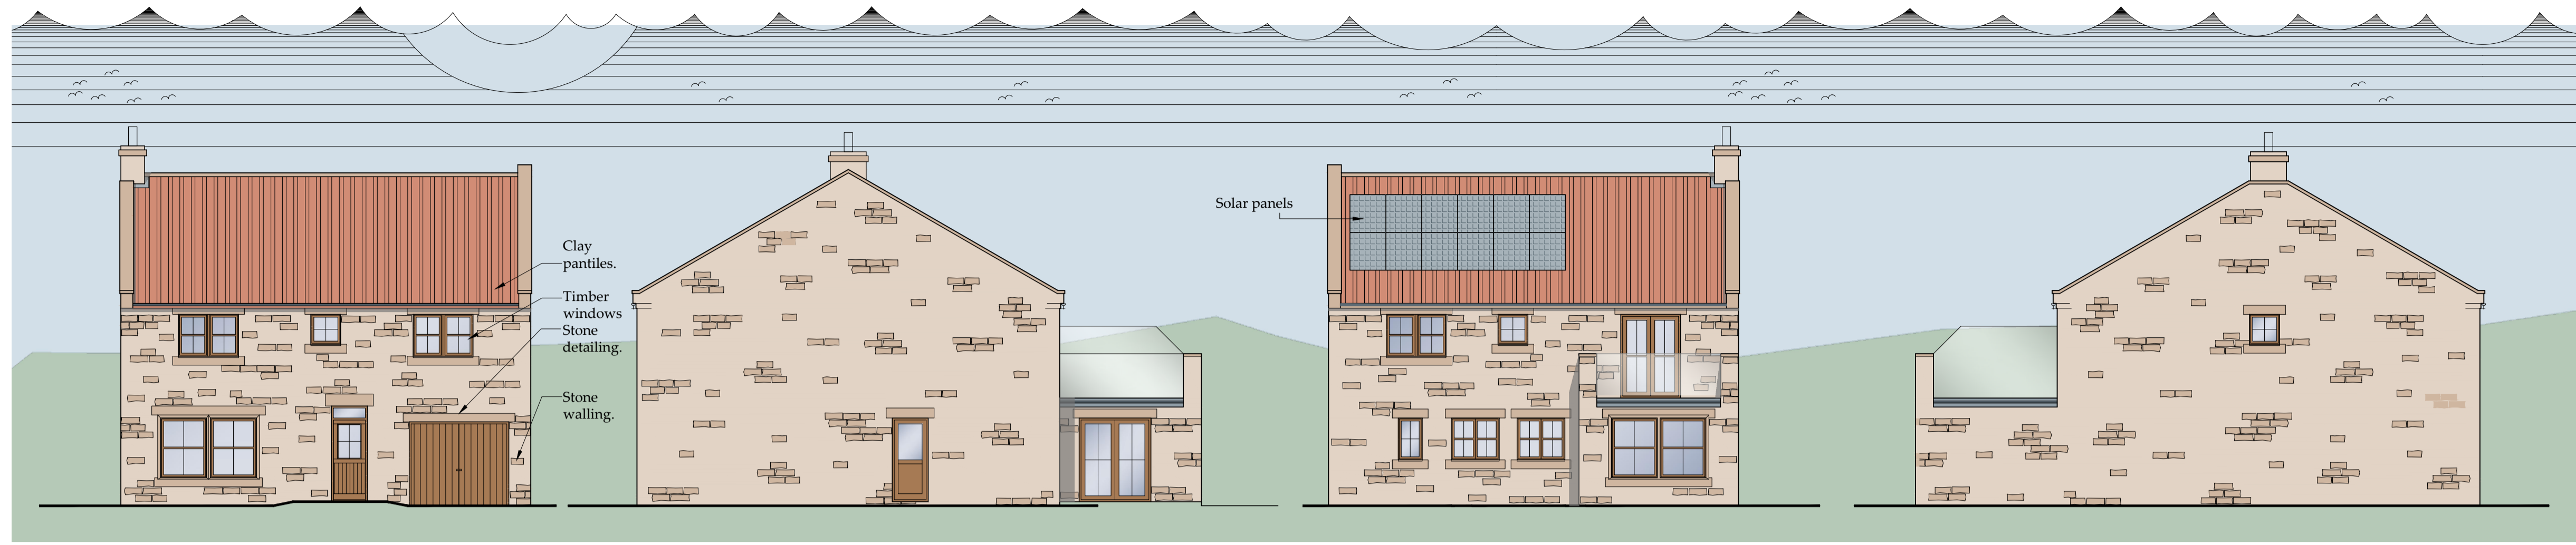 Clay
pantiles.
Timber
windows
Stone
detailing.
Stone
walling.
Solar panels